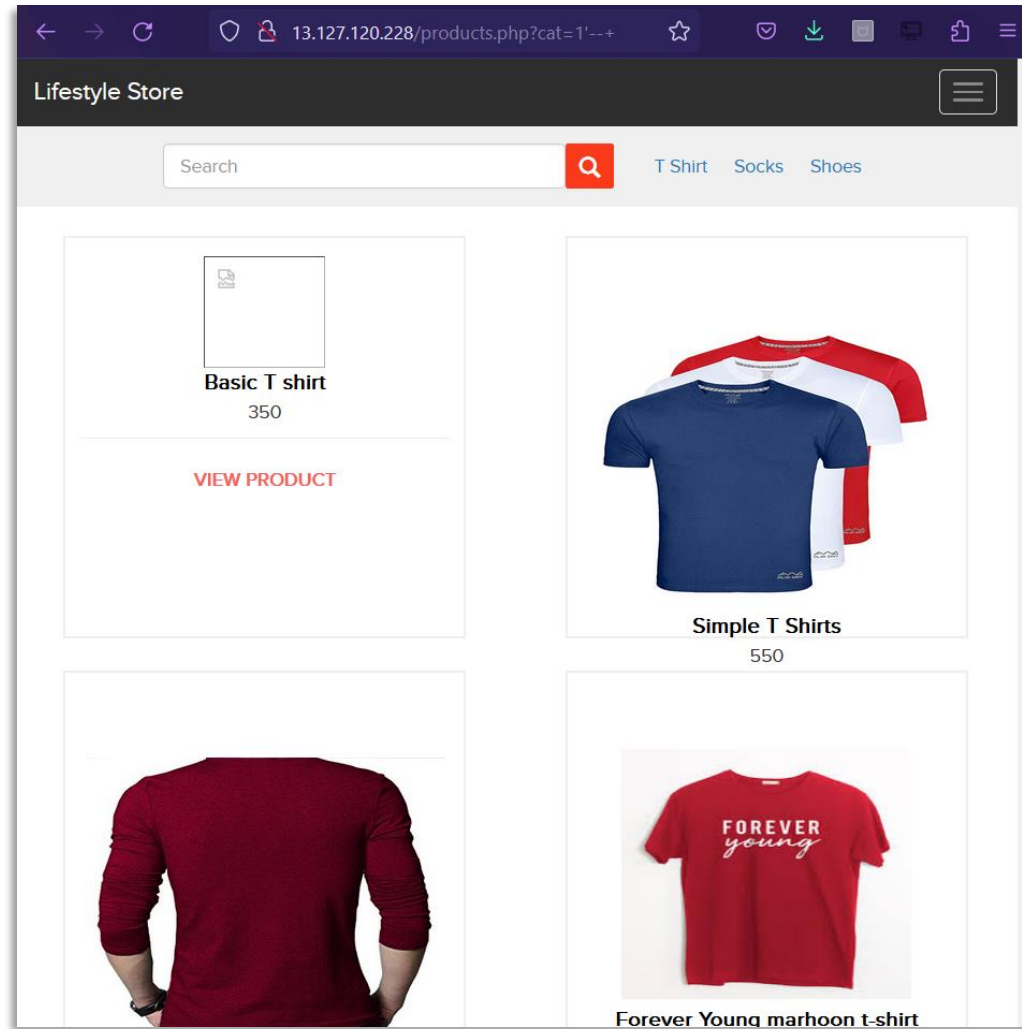 13.127.120.228/products.php?cat=1'--+
Lifestyle Store
Search
T Shirt Socks Shoes
Basic T shirt
350
VIEW PRODUCT
Simple T Shirts
550
FOREVER
young
Forever Young marhoon t-shirt